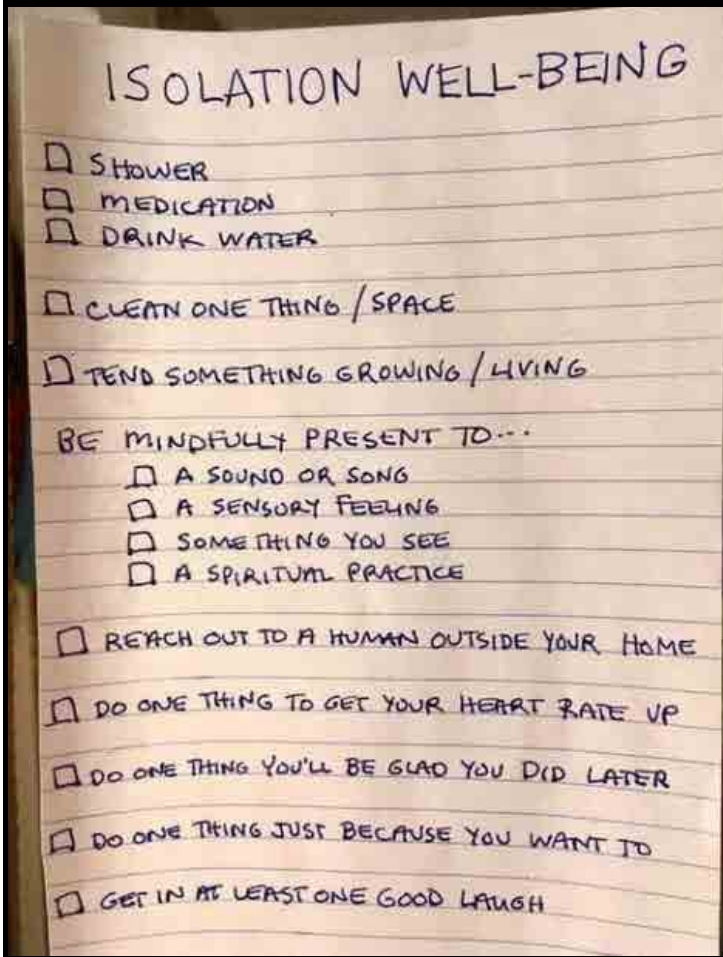 ISOLATION WELL-BEING
SHOWER
MEDICATION
DRINK WATER
CLEAN ONE THING / SPACE
TEND SOMETHING GROWING / LIVING
BE MINDFULLY PRESENT TO...
A SOUND OR SONG
A SENSORY FEELING
SOMETHING YOU SEE
A SPIRITUAL PRACTICE
REACH OUT TO A HUMAN OUTSIDE YOUR HOME
DO ONE THING TO GET YOUR HEART RATE UP
DO ONE THING YOU'LL BE GLAD YOU DID LATER
DO ONE THING JUST BECAUSE YOU WANT TO
GET IN AT LEAST ONE GOOD LAUGH